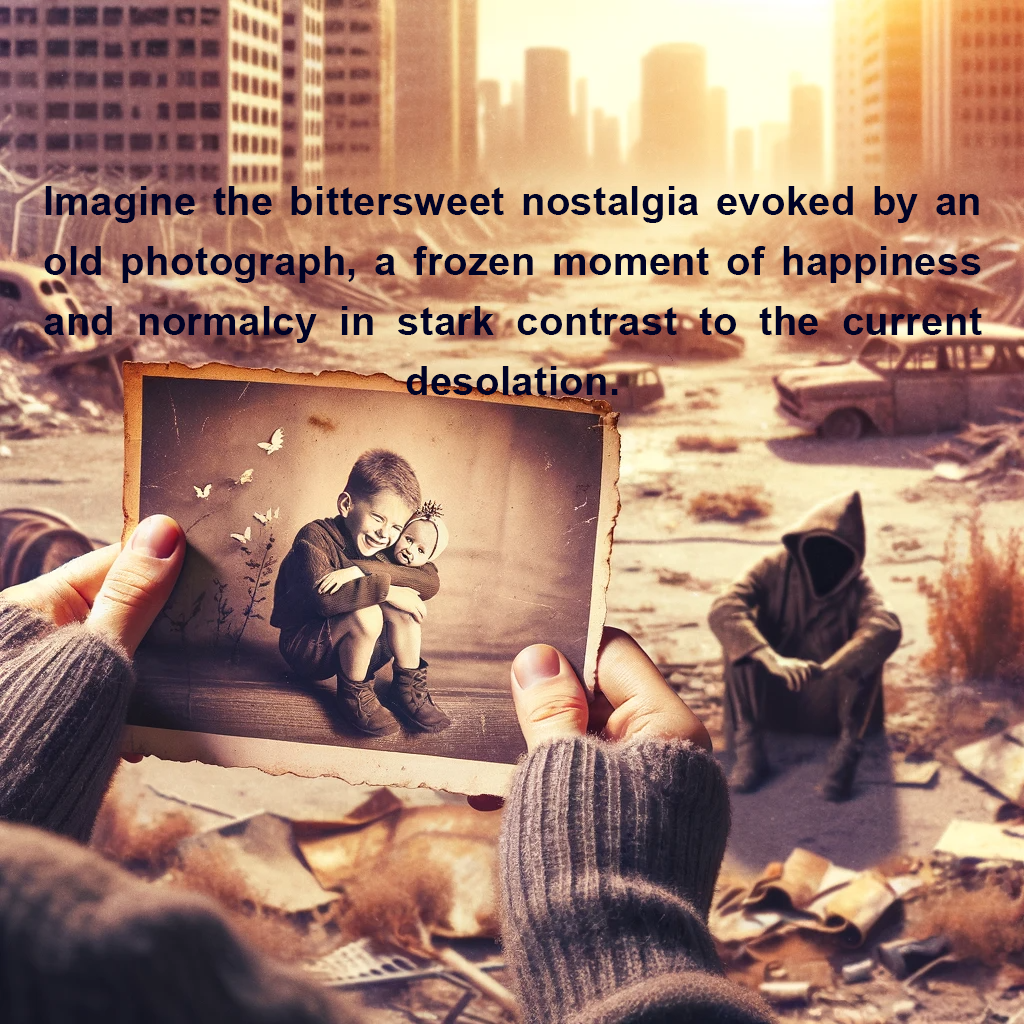 Imagine the bittersweet nostalgia evoked by an
old photograph, a frozen moment of happiness
and normalcy in stark contrast to the current
desolation.